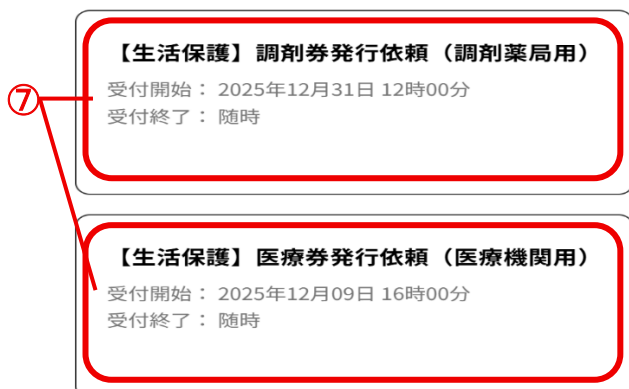 【生活保護】調剤券発行依頼（調剤薬局用）
受付開始： 2025年12月31日 12時00分
受付終了： 随時
⑦
【生活保護】医療券発行依頼（医療機関用）
受付開始： 2025年12月09日 16時00分
受付終了： 随時